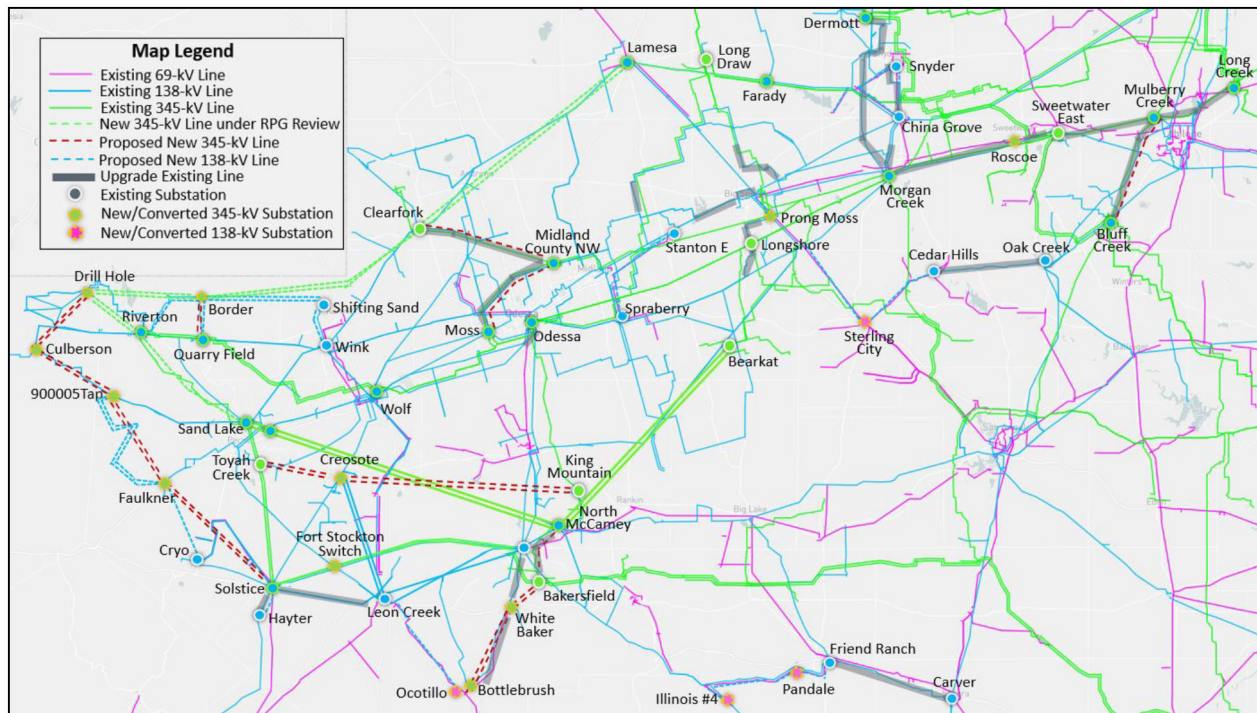 Map Legend
Existing 69-kV Line
Existing 138-kV Line
Existing 345-kV Line
New 345-kV Line under RPG Review
Proposed New 345-kV Line
Proposed New 138-kV Line
Upgrade Existing Line
Existing Substation
New/Converted 345-kV Substation
New/Converted 138-kV Substation
Dermott
Lamesa
Long
Draw
Snyder
Farady
Long
Creek
Mulberry
Creek
China Grove
Sweetwater
East
Roscoe
Morgan
Creek
Clearfork
Midland
County NW
Prong Moss
Stanton E
Longshore
Bluff
Creek
Oak Creek
Cedar Hills
Drill Hole
Border
Shifting Sand
Riverton
Quarry Field
Wink
Moss
Odessa
Spraberry
Sterling
City
Culberson
Bearkat
900005Tap
Wolf
Sand Lake
Toyah
Creek
Creosote
King
Mountain
Faulkner
North
McCamey
Rankin
Big Lake
Cryo
Fort Stockton
Switch
Solstice
Hayter
Leon Creek
Bakersfield
White
Baker
Ocotillo
Bottlebrush
Friend Ranch
Pandale
Illinois #4
Carver